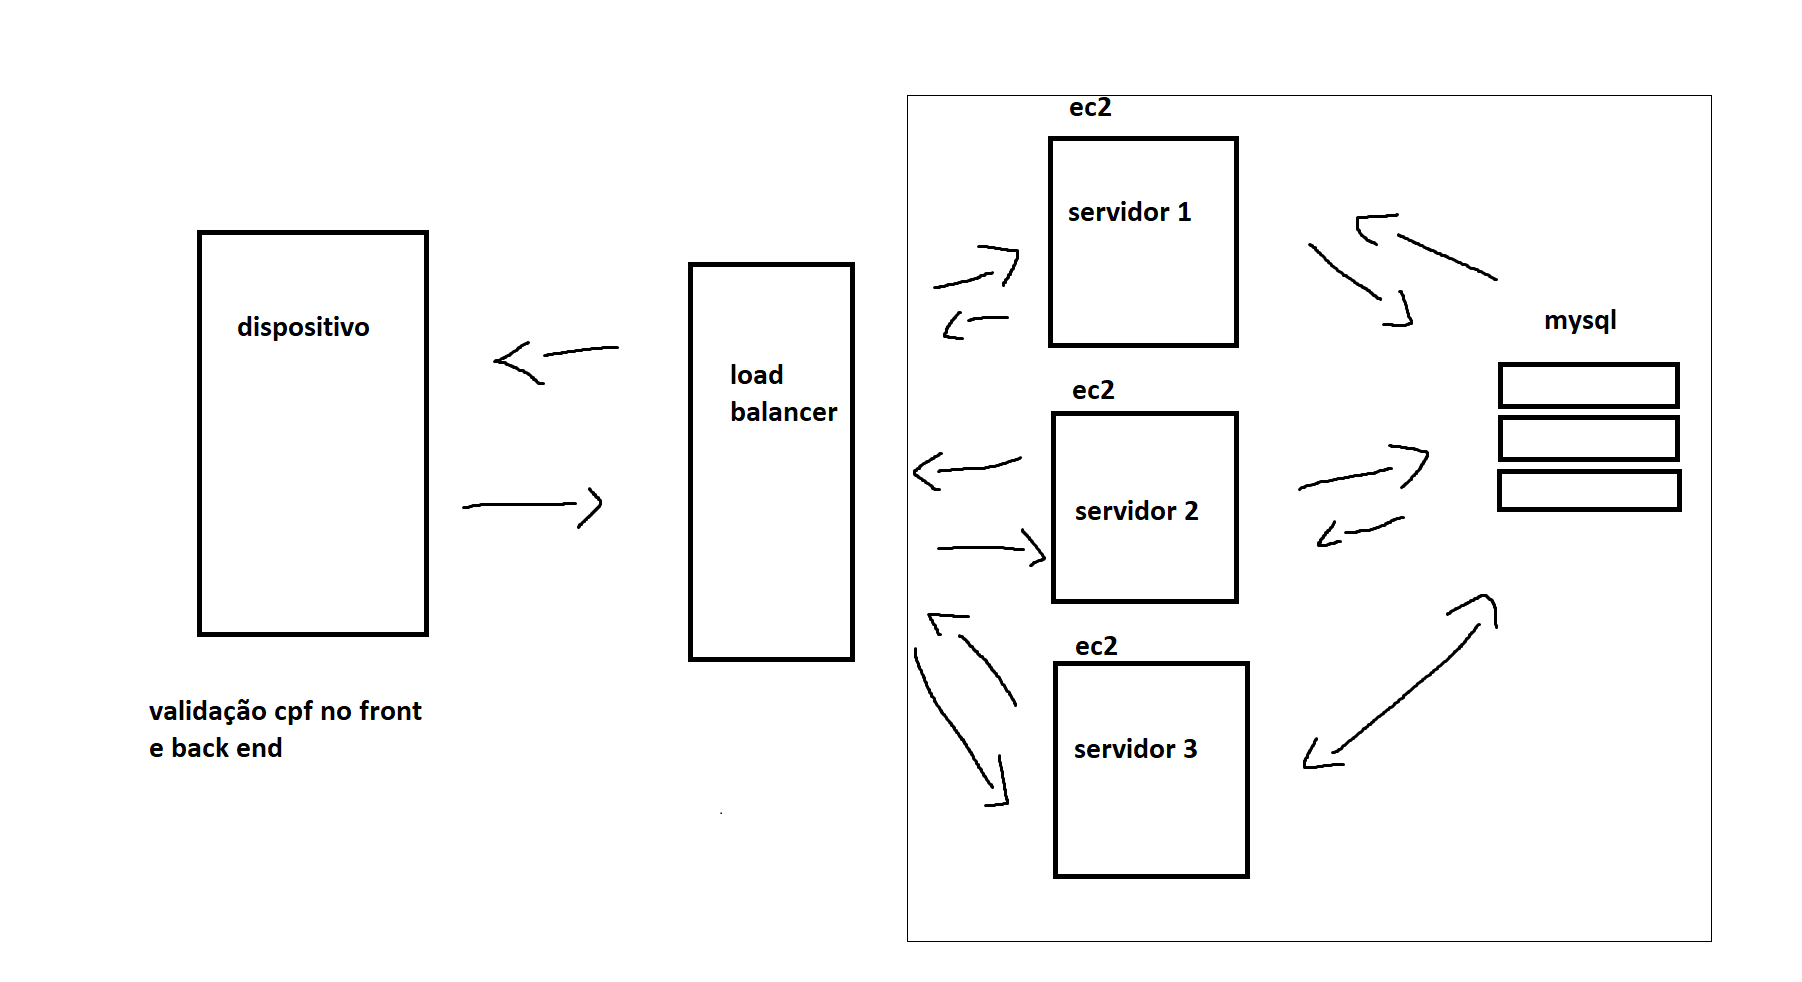 dispositivo
validação cpf no front
e back end
load
balancer
ec2
servidor 1
ec2
servidor 2
ec2
servidor 3
mysql